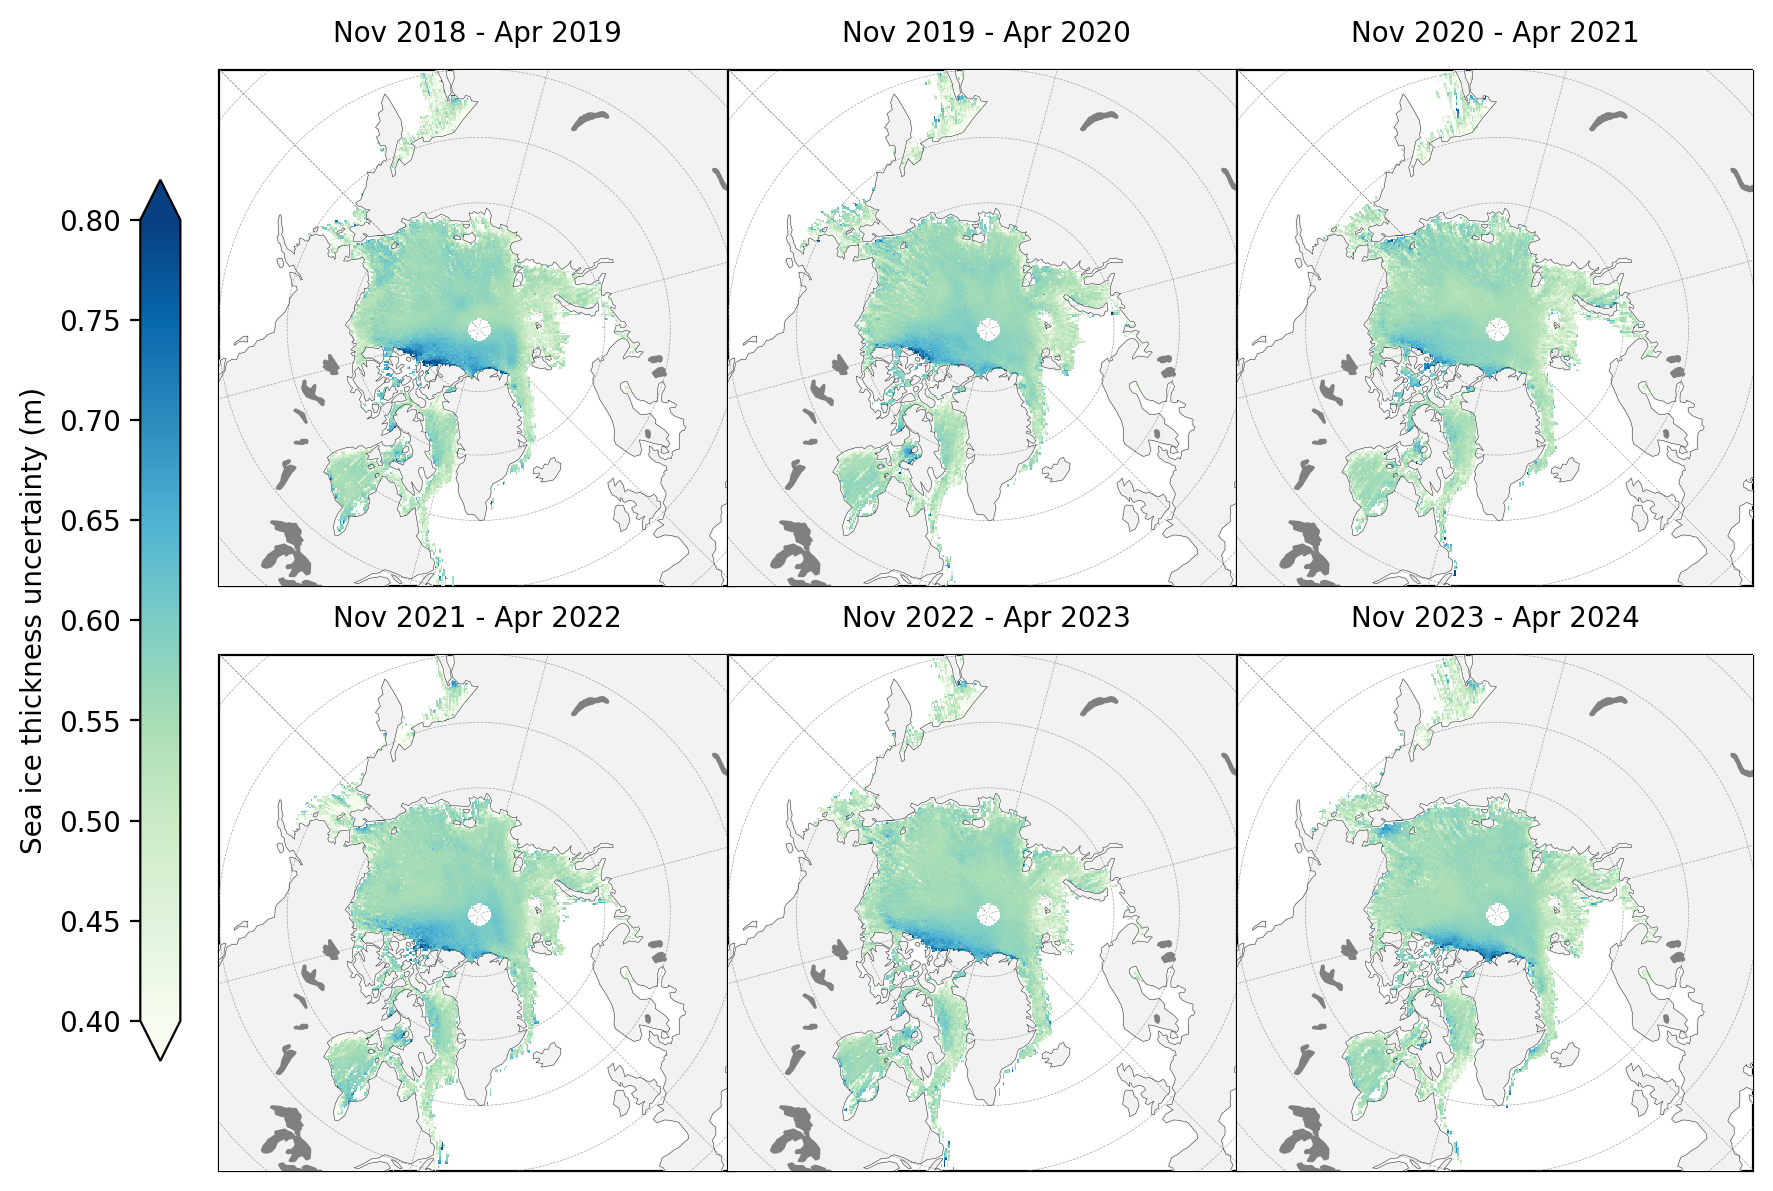 Nov 2018 - Apr 2019
Nov 2019 - Apr 2020
Nov 2020 - Apr 2021
Sea ice thickness uncertainty (m)
0.80
0.75
0.70
0.65
0.60
0.55
0.50
0.45
0.40
Nov 2021 - Apr 2022
Nov 2022 - Apr 2023
Nov 2023 - Apr 2024